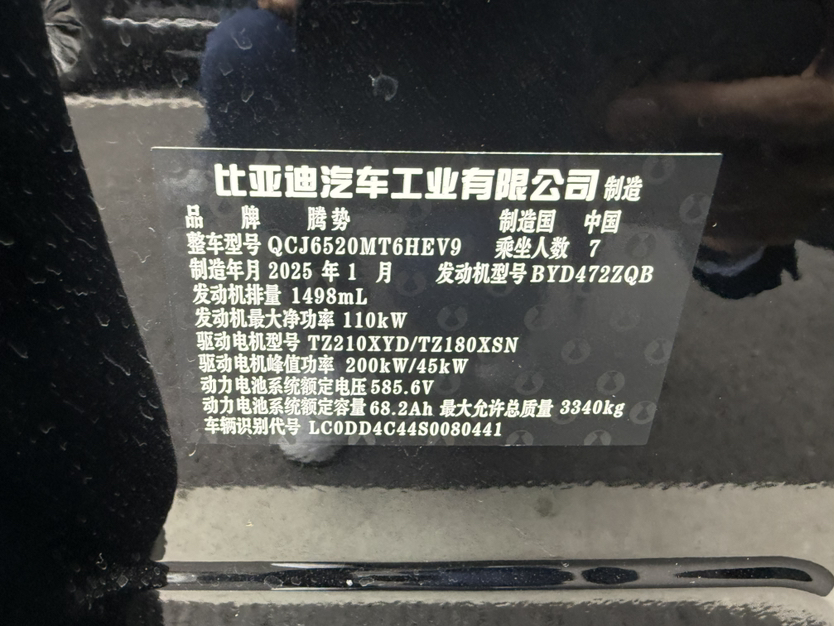 比亚迪汽车工业有限公司 制造
品 牌 腾势 制造国 中国
整车型号 QCJ6520MT6HEV9 乘坐人数 7
制造年月 2025 年 1 月 发动机型号 BYD472ZQB
发动机排量 1498mL
发动机最大净功率 110kW
驱动电机型号 TZ210XYD/TZ180XSN
驱动电机峰值功率 200kW/45kW
动力电池系统额定电压 585.6V
动力电池系统额定容量 68.2Ah 最大允许总质量 3340kg
车辆识别代号 LC0DD4C44S0080441